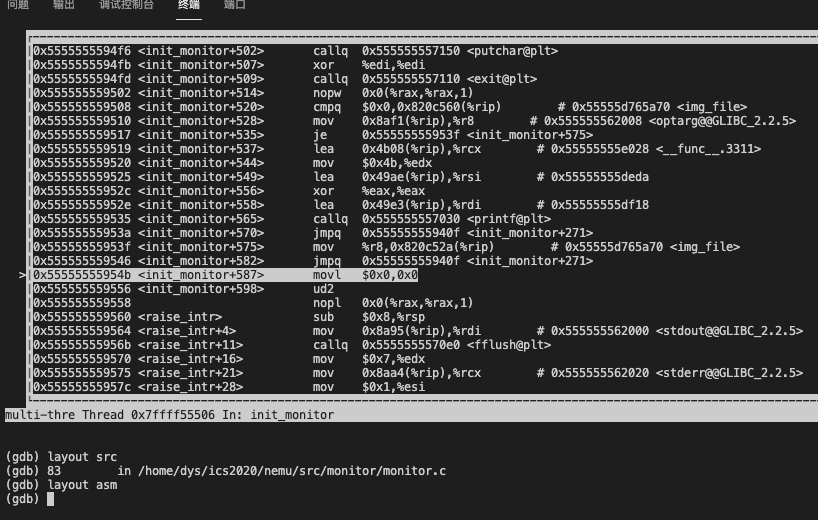 问题 输出 调试控制台 终端 端口
0x5555555594f6 <init_monitor+502> callq 0x555555557150 <putchar@plt>
0x5555555594fb <init_monitor+507> xor %edi,%edi
0x5555555594fd <init_monitor+509> callq 0x555555557110 <exit@plt>
0x555555559502 <init_monitor+514> nopw 0x0(%rax,%rax,1)
0x555555559508 <init_monitor+520> cmpq $0x0,0x820c560(%rip) # 0x55555d765a70 <img_file>
0x555555559510 <init_monitor+528> mov 0x8af1(%rip),%r8 # 0x555555562008 <optarg@@GLIBC_2.2.5>
0x555555559517 <init_monitor+535> je 0x55555555953f <init_monitor+575>
0x555555559519 <init_monitor+537> lea 0x4b08(%rip),%rcx # 0x55555555e028 <__func__.3311>
0x555555559520 <init_monitor+544> mov $0x4b,%edx
0x555555559525 <init_monitor+549> lea 0x49ae(%rip),%rsi # 0x55555555deda
0x55555555952c <init_monitor+556> xor %eax,%eax
0x55555555952e <init_monitor+558> lea 0x49e3(%rip),%rdi # 0x55555555df18
0x555555559535 <init_monitor+565> callq 0x555555557030 <printf@plt>
0x55555555953a <init_monitor+570> jmpq 0x55555555940f <init_monitor+271>
0x55555555953f <init_monitor+575> mov %r8,0x820c52a(%rip) # 0x55555d765a70 <img_file>
0x555555559546 <init_monitor+582> jmpq 0x55555555940f <init_monitor+271>
>0x55555555954b <init_monitor+587> movl $0x0,0x0
0x555555559556 <init_monitor+598> ud2
0x555555559558 nopl 0x0(%rax,%rax,1)
0x555555559560 <raise_intr> sub $0x8,%rsp
0x555555559564 <raise_intr+4> mov 0x8a95(%rip),%rdi # 0x555555562000 <stdout@@GLIBC_2.2.5>
0x55555555956b <raise_intr+11> callq 0x5555555570e0 <fflush@plt>
0x555555559570 <raise_intr+16> mov $0x7,%edx
0x555555559575 <raise_intr+21> mov 0x8aa4(%rip),%rcx # 0x555555562020 <stderr@@GLIBC_2.2.5>
0x55555555957c <raise_intr+28> mov $0x1,%esi
multi-thre Thread 0x7ffff55506 In: init_monitor
(gdb) layout src
(gdb) 83 in /home/dys/ics2020/nemu/src/monitor/monitor.c
(gdb) layout asm
(gdb)